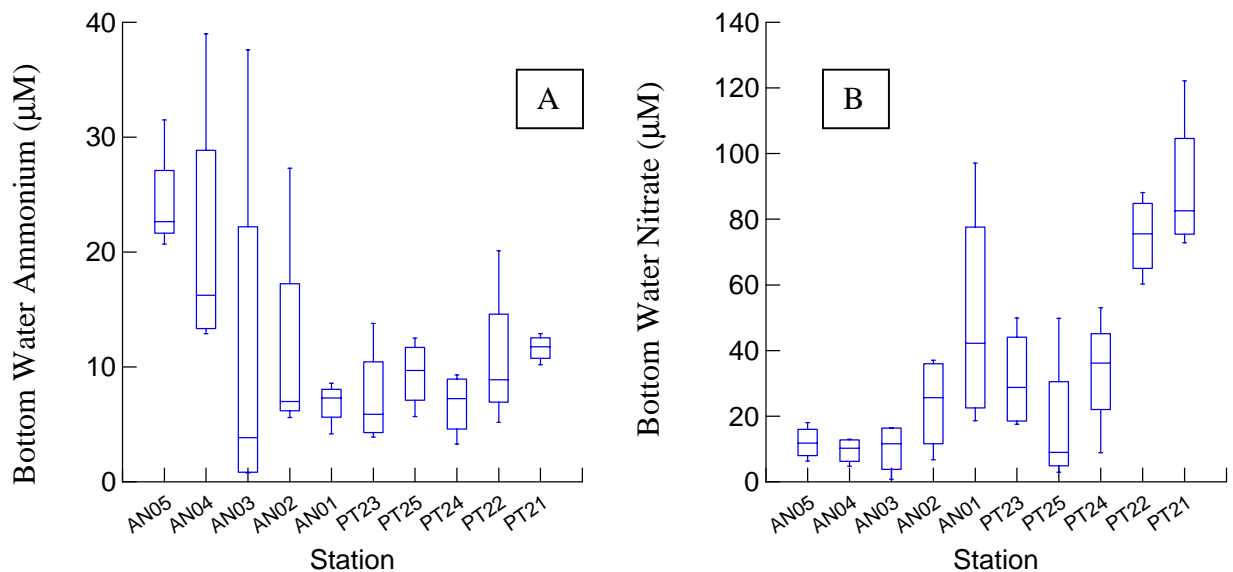 Bottom Water Ammonium (μM)
40
30
20
10
0
A
AN05
AN04
AN03
AN02
AN01
PT23
PT25
PT24
PT22
PT21
Station
Bottom Water Nitrate (μM)
140
120
100
80
60
40
20
0
B
AN05
AN04
AN03
AN02
AN01
PT23
PT25
PT24
PT22
PT21
Station